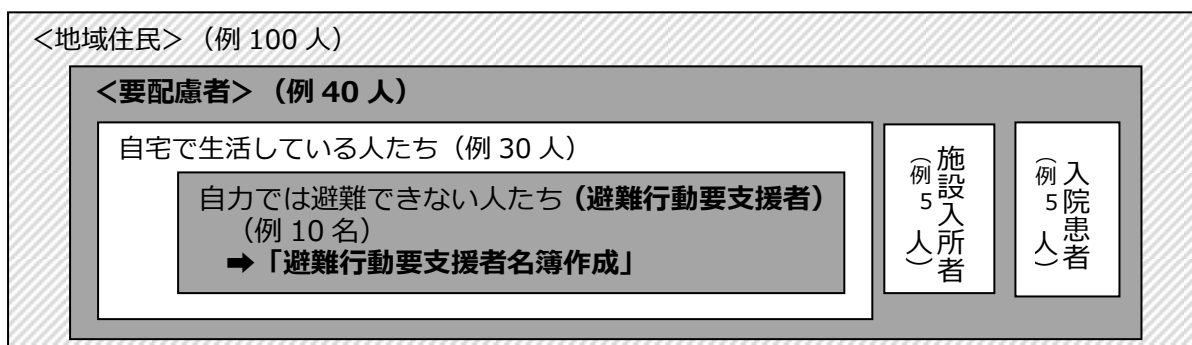 <地域住民>（例 100 人）
<要配慮者>（例 40 人）
自宅で生活している人たち（例 30 人）
自力では避難できない人たち（避難行動要支援者）
（例 10 名）
➡「避難行動要支援者名簿作成」
施設入所者
（例 5 人）
入院患者
（例 5 人）